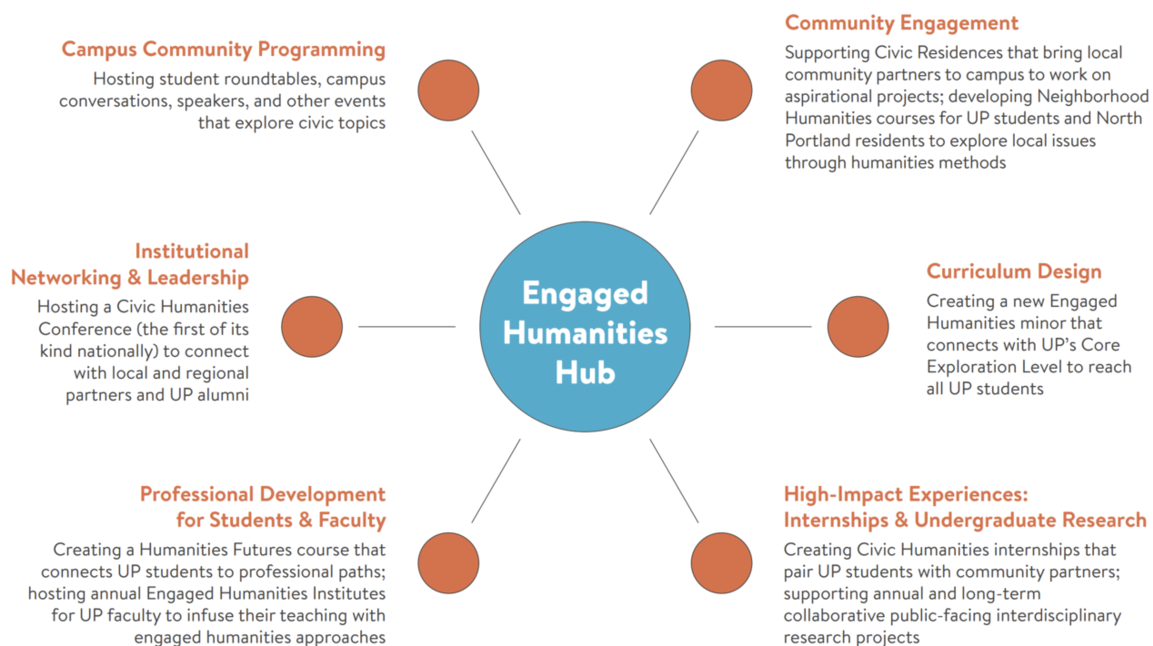 Campus Community Programming
Hosting student roundtables, campus
conversations, speakers, and other events
that explore civic topics
Community Engagement
Supporting Civic Residences that bring local
community partners to campus to work on
aspirational projects; developing Neighborhood
Humanities courses for UP students and North
Portland residents to explore local issues
through humanities methods
Institutional
Networking & Leadership
Hosting a Civic Humanities
Conference (the first of its
kind nationally) to connect
with local and regional
partners and UP alumni
Engaged
Humanities
Hub
Curriculum Design
Creating a new Engaged
Humanities minor that
connects with UP's Core
Exploration Level to reach
all UP students
Professional Development
for Students & Faculty
Creating a Humanities Futures course that
connects UP students to professional paths;
hosting annual Engaged Humanities Institutes
for UP faculty to infuse their teaching with
engaged humanities approaches
High-Impact Experiences:
Internships & Undergraduate Research
Creating Civic Humanities internships that
pair UP students with community partners;
supporting annual and long-term
collaborative public-facing interdisciplinary
research projects